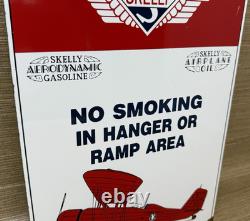 SKELLY
SKELLY
AERODYNAMIC
GASOLINE
SKELLY
AIRPLANE
OIL
NO SMOKING
IN HANGER OR
RAMP AREA